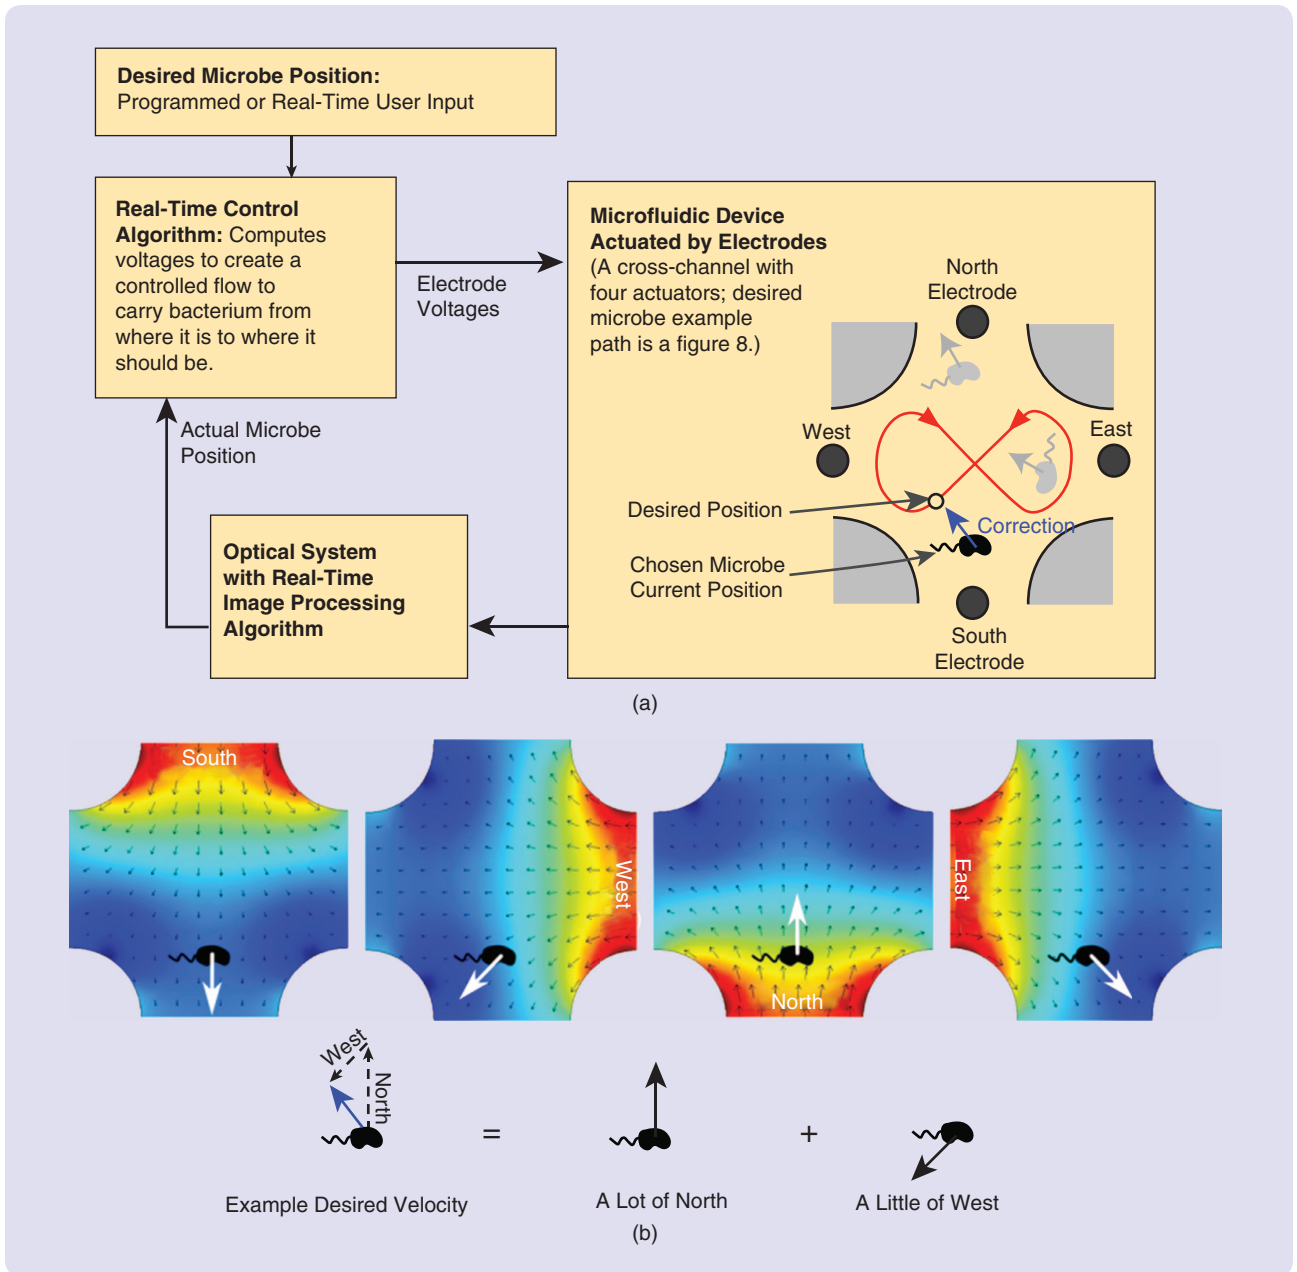 Desired Microbe Position:
Programmed or Real-Time User Input
Real-Time Control
Algorithm: Computes
voltages to create a
controlled flow to
carry bacterium from
where it is to where it
should be.
Electrode
Voltages
Microfluidic Device
Actuated by Electrodes
(A cross-channel with
four actuators; desired
microbe example
path is a figure 8.)
North
Electrode
West
East
Desired Position
Correction
Chosen Microbe
Current Position
South
Electrode
Actual Microbe
Position
Optical System
with Real-Time
Image Processing
Algorithm
(a)
South
West
North
East
West
North
=
+
Example Desired Velocity
A Lot of North
A Little of West
(b)